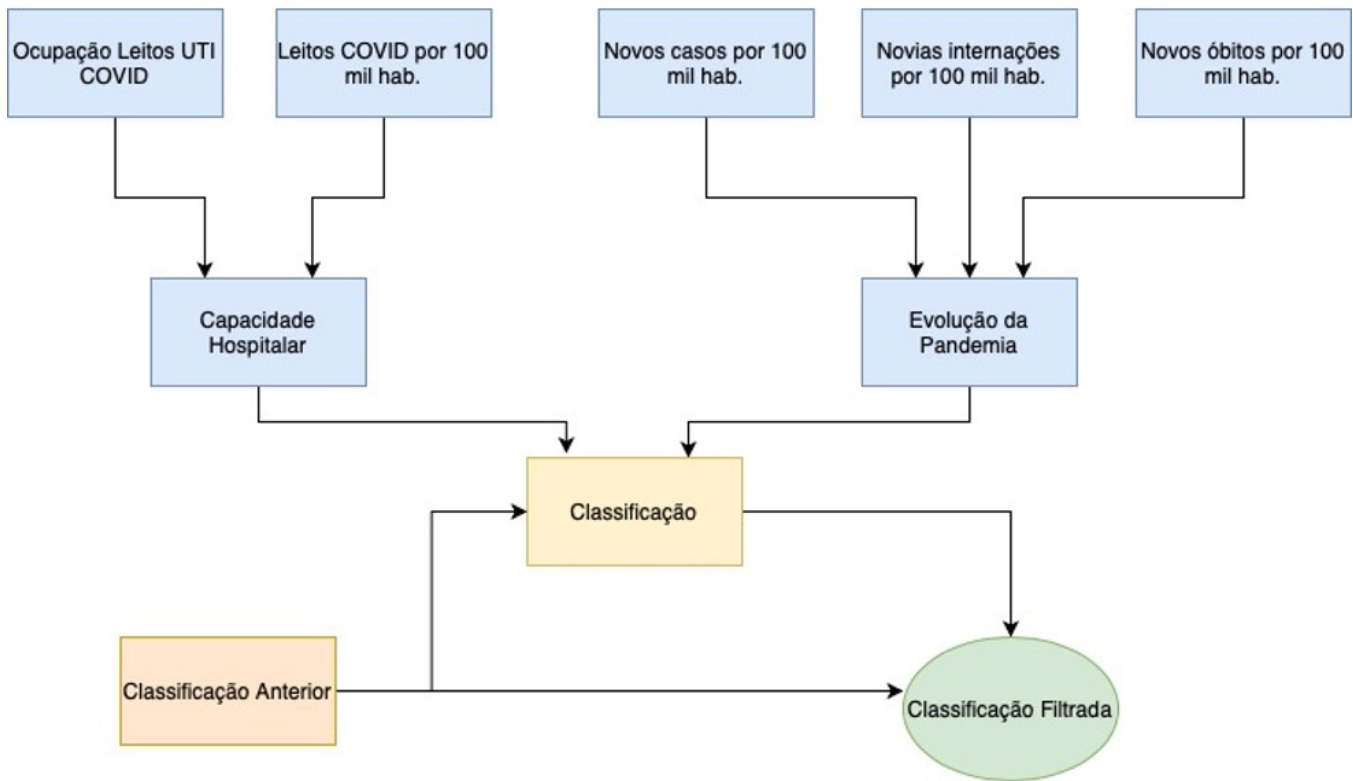 Ocupação Leitos UTI
COVID
Leitos COVID por 100
mil hab.
Novos casos por 100
mil hab.
Novias internações
por 100 mil hab.
Novos óbitos por 100
mil hab.
Capacidade
Hospitalar
Evolução da
Pandemia
Classificação
Classificação Anterior
Classificação Filtrada